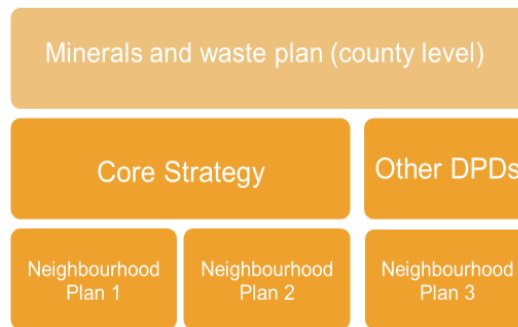 Minerals and waste plan (county level)
Core Strategy
Other DPDs
Neighbourhood
Plan 1
Neighbourhood
Plan 2
Neighbourhood
Plan 3